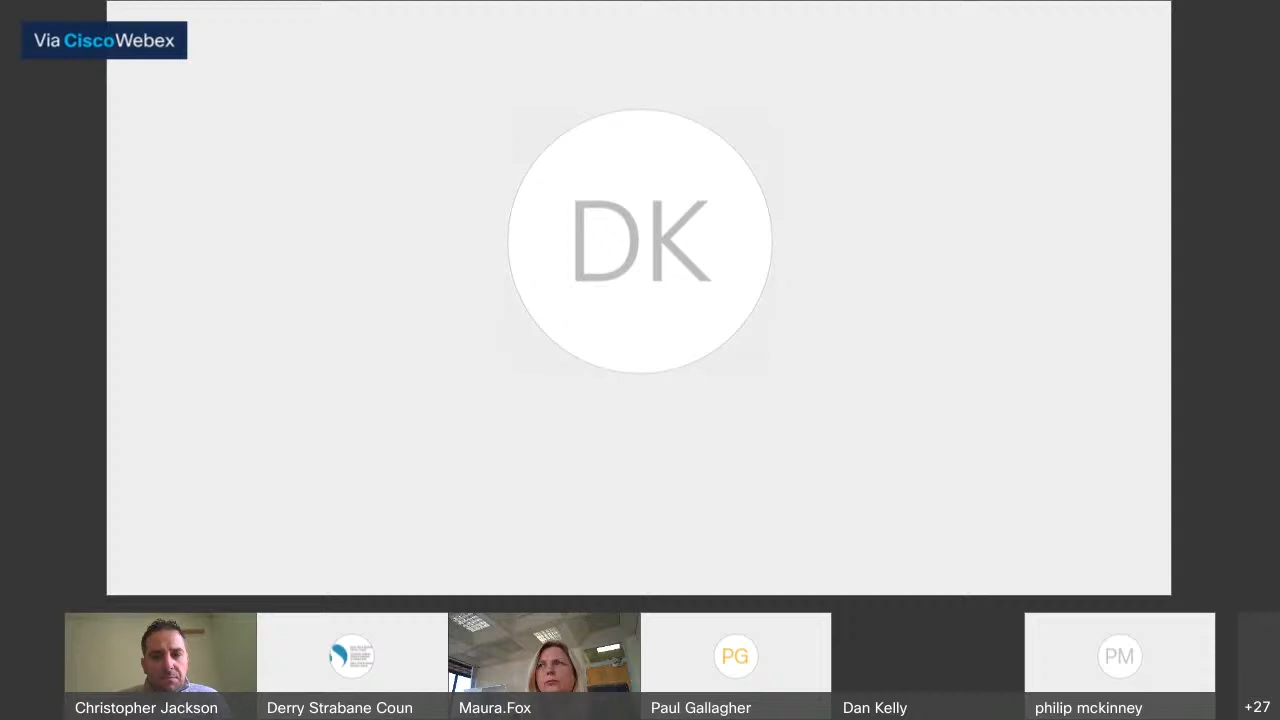 Via CiscoWebex
DK
PG
PM
Christopher Jackson
Derry Strabane Coun
Maura.Fox
Paul Gallagher
Dan Kelly
philip mckinney
+27